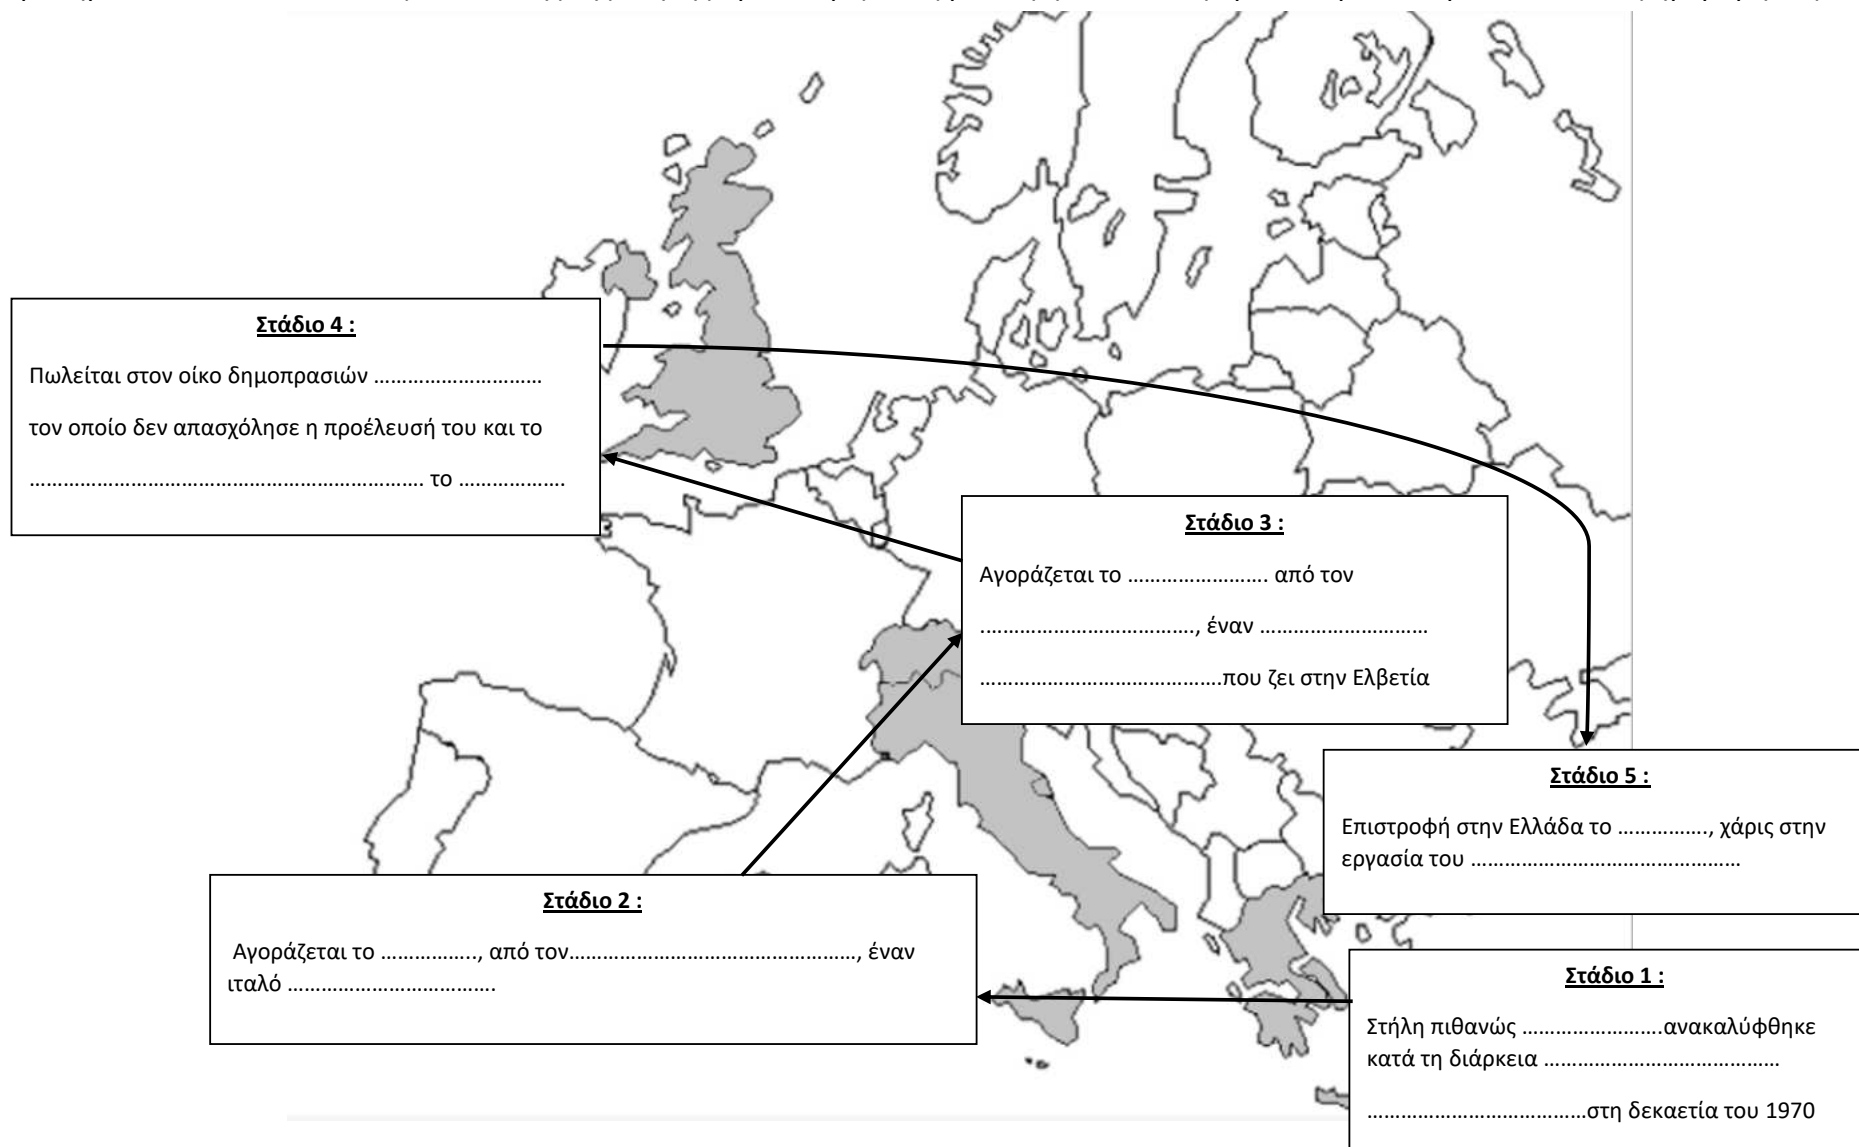 Στάδιο 4 :
Πωλείται στον οίκο δημοπρασιών …………………………
τον οποίο δεν απασχόλησε η προέλευσή του και το
……………………………………………………………. το ……………….
Στάδιο 3 :
Αγοράζεται το ……………………. από τον
……………………………….., έναν …………………………
…………………………………….που ζει στην Ελβετία
Στάδιο 5 :
Επιστροφή στην Ελλάδα το ……………., χάρις στην
εργασία του …………………………………………
Στάδιο 2 :
Αγοράζεται το …………….., από τον……………………………………………, έναν
ιταλό ……………………………….
Στάδιο 1 :
Στήλη πιθανώς …………………….ανακαλύφθηκε
κατά τη διάρκεια ……………………………………
…………………………………στη δεκαετία του 1970